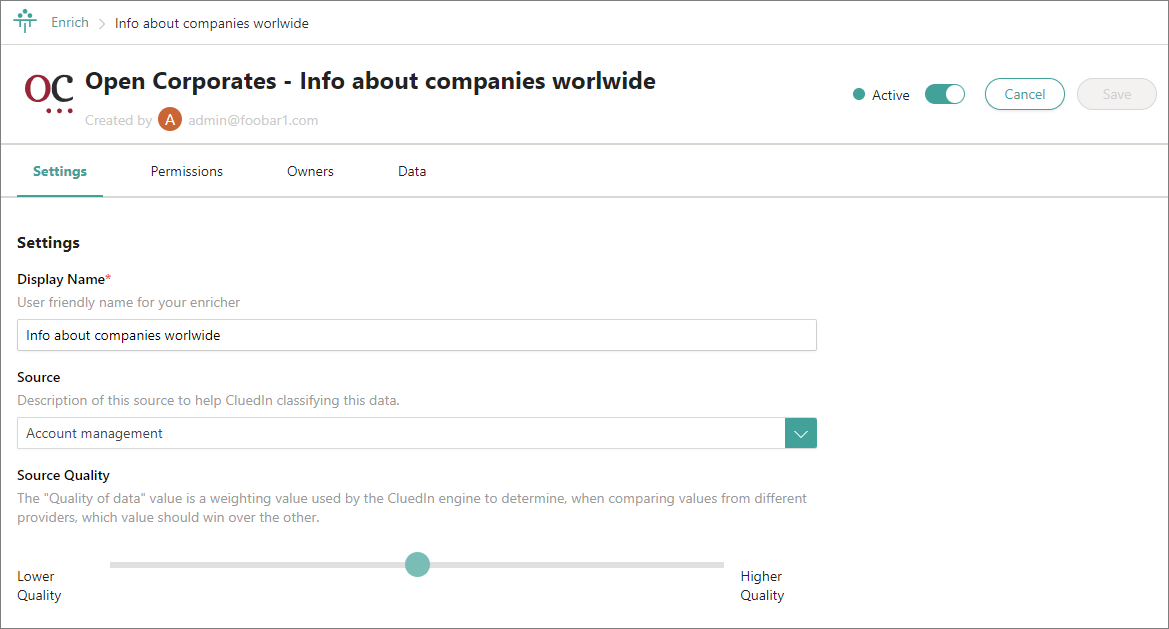 Enrich > Info about companies worlwide
OC
Open Corporates - Info about companies worlwide
Created by A admin@foobar1.com
Active
Cancel
Save
Settings Permissions Owners Data
Settings
Display Name*
User friendly name for your enricher
Info about companies worlwide
Source
Description of this source to help CluedIn classifying this data.
Account management
Source Quality
The "Quality of data" value is a weighting value used by the CluedIn engine to determine, when comparing values from different
providers, which value should win over the other.
Lower
Quality
Higher
Quality